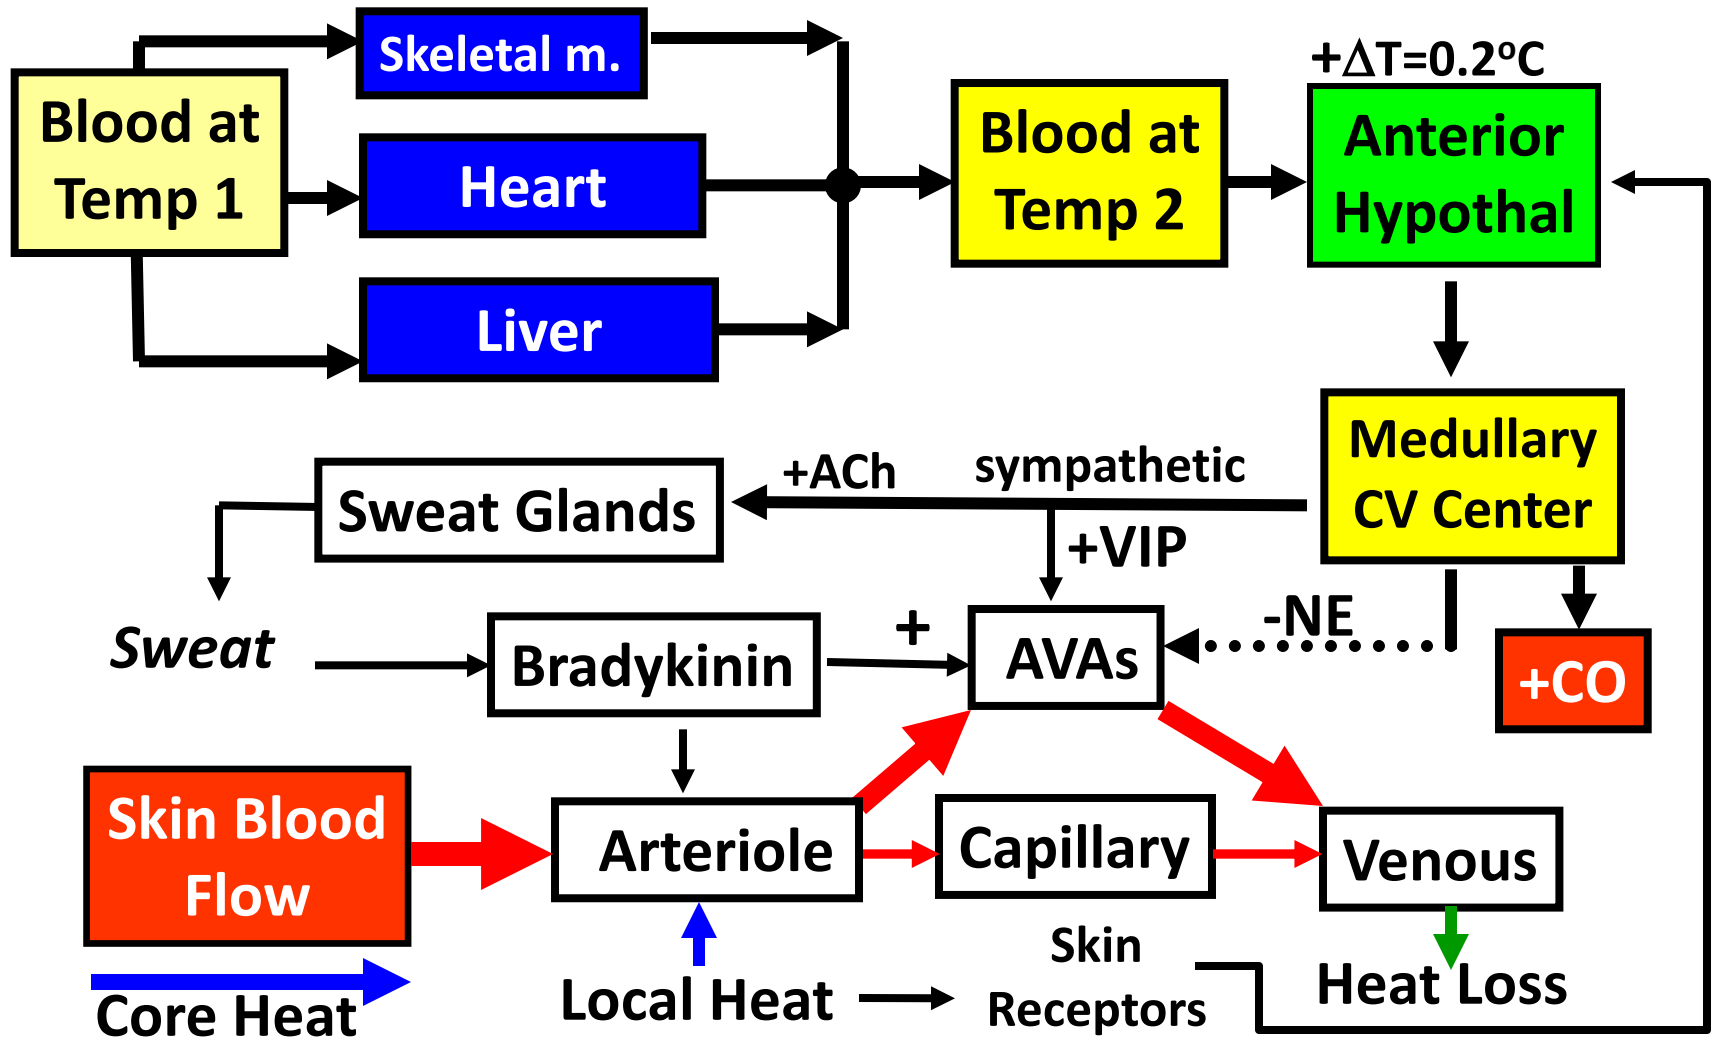 Skeletal m.
+ΔT=0.2ºC
Blood at
Temp 1
Heart
Blood at
Temp 2
Anterior
Hypothal
Liver
Medullary
CV Center
sympathetic
+ACh
Sweat Glands
+VIP
-NE
+CO
Sweat
Bradykinin
+
AVAs
Skin Blood
Flow
Arteriole
Capillary
Venous
Core Heat
Local Heat
Skin
Receptors
Heat Loss